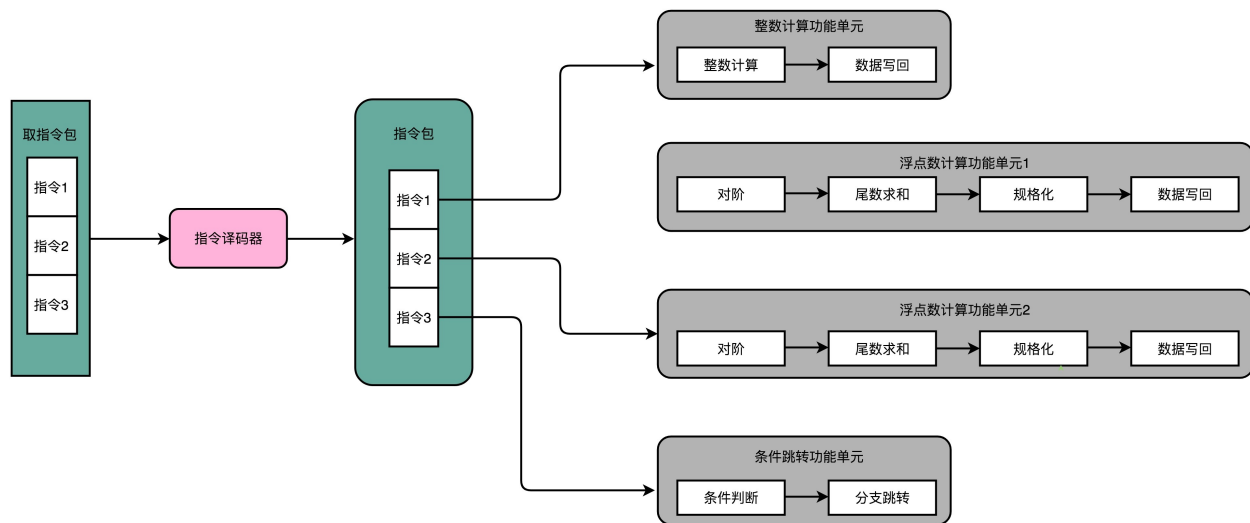 取指令包
指令1
指令2
指令3
指令译码器
指令包
指令1
指令2
指令3
整数计算功能单元
整数计算
数据写回
浮点数计算功能单元1
对阶
尾数求和
规格化
数据写回
浮点数计算功能单元2
对阶
尾数求和
规格化
数据写回
条件跳转功能单元
条件判断
分支跳转